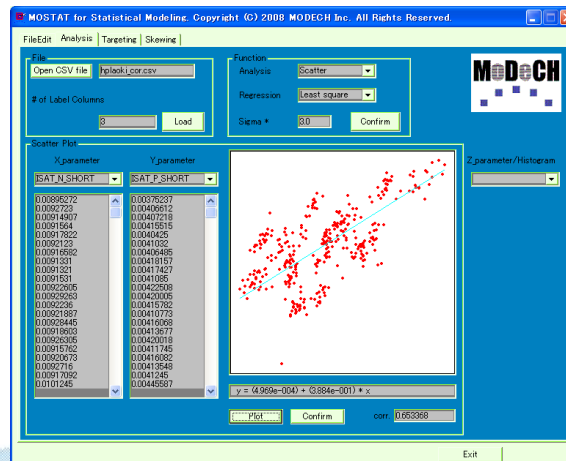 MOSTAT for Statistical Modeling. Copyright (C) 2008 MODECH Inc. All Rights Reserved.
FileEdit Analysis Targeting Skewing
File
Open CSV file hplaoki_cor.csv
# of Label Columns
3 Load
Function
Analysis Scatter
Regression Least square
Sigma * 3.0 Confirm
MoDeCH
Scatter Plot
X_parameter Y_parameter
ISAT_N_SHORT ISAT_P_SHORT
Z_parameter/Histogram
0.00895272 0.00375237
0.0092723 0.00406612
0.00914907 0.00407218
0.0091564 0.00415515
0.00917822 0.0040425
0.0092123 0.0041032
0.00916582 0.00406485
0.0091331 0.00418157
0.0091321 0.00417427
0.0091531 0.0041085
0.00922605 0.00422508
0.00929263 0.00420005
0.0092236 0.00415782
0.00921887 0.00410773
0.00928445 0.00416068
0.00918603 0.00413677
0.00926305 0.00420018
0.00915762 0.00411745
0.00920673 0.00416082
0.0092716 0.00413548
0.00917092 0.0041245
0.0101245 0.00445587
y = (4.969e-004) + (3.884e-001) * x
Plot Confirm corr. 0.653368
Exit